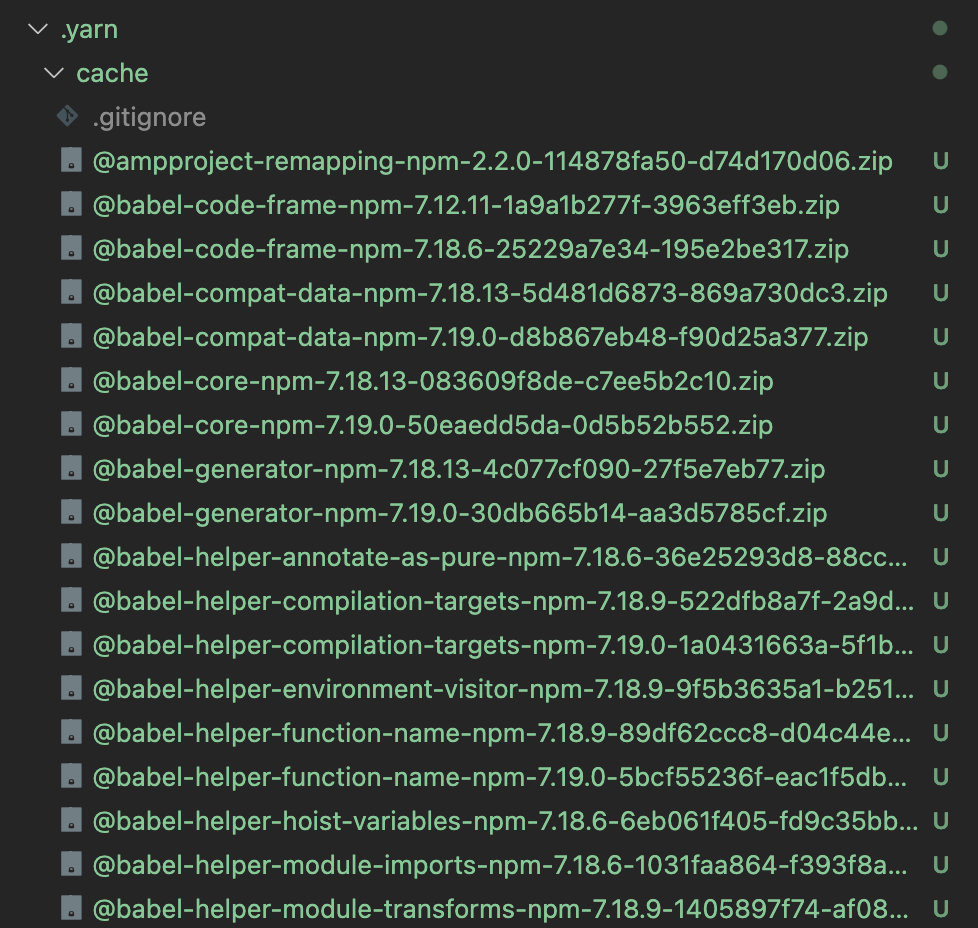 .yarn
cache
.gitignore
@ampproject-remapping-npm-2.2.0-114878fa50-d74d170d06.zip U
@babel-code-frame-npm-7.12.11-1a9a1b277f-3963eff3eb.zip U
@babel-code-frame-npm-7.18.6-25229a7e34-195e2be317.zip U
@babel-compat-data-npm-7.18.13-5d481d6873-869a730dc3.zip U
@babel-compat-data-npm-7.19.0-d8b867eb48-f90d25a377.zip U
@babel-core-npm-7.18.13-083609f8de-c7ee5b2c10.zip U
@babel-core-npm-7.19.0-50eaedd5da-0d5b52b552.zip U
@babel-generator-npm-7.18.13-4c077cf090-27f5e7eb77.zip U
@babel-generator-npm-7.19.0-30db665b14-aa3d5785cf.zip U
@babel-helper-annotate-as-pure-npm-7.18.6-36e25293d8-88cc... U
@babel-helper-compilation-targets-npm-7.18.9-522dfb8a7f-2a9d... U
@babel-helper-compilation-targets-npm-7.19.0-1a0431663a-5f1b... U
@babel-helper-environment-visitor-npm-7.18.9-9f5b3635a1-b251... U
@babel-helper-function-name-npm-7.18.9-89df62ccc8-d04c44e... U
@babel-helper-function-name-npm-7.19.0-5bcf55236f-eac1f5db... U
@babel-helper-hoist-variables-npm-7.18.6-6eb061f405-fd9c35bb... U
@babel-helper-module-imports-npm-7.18.6-1031faa864-f393f8a... U
@babel-helper-module-transforms-npm-7.18.9-1405897f74-af08... U